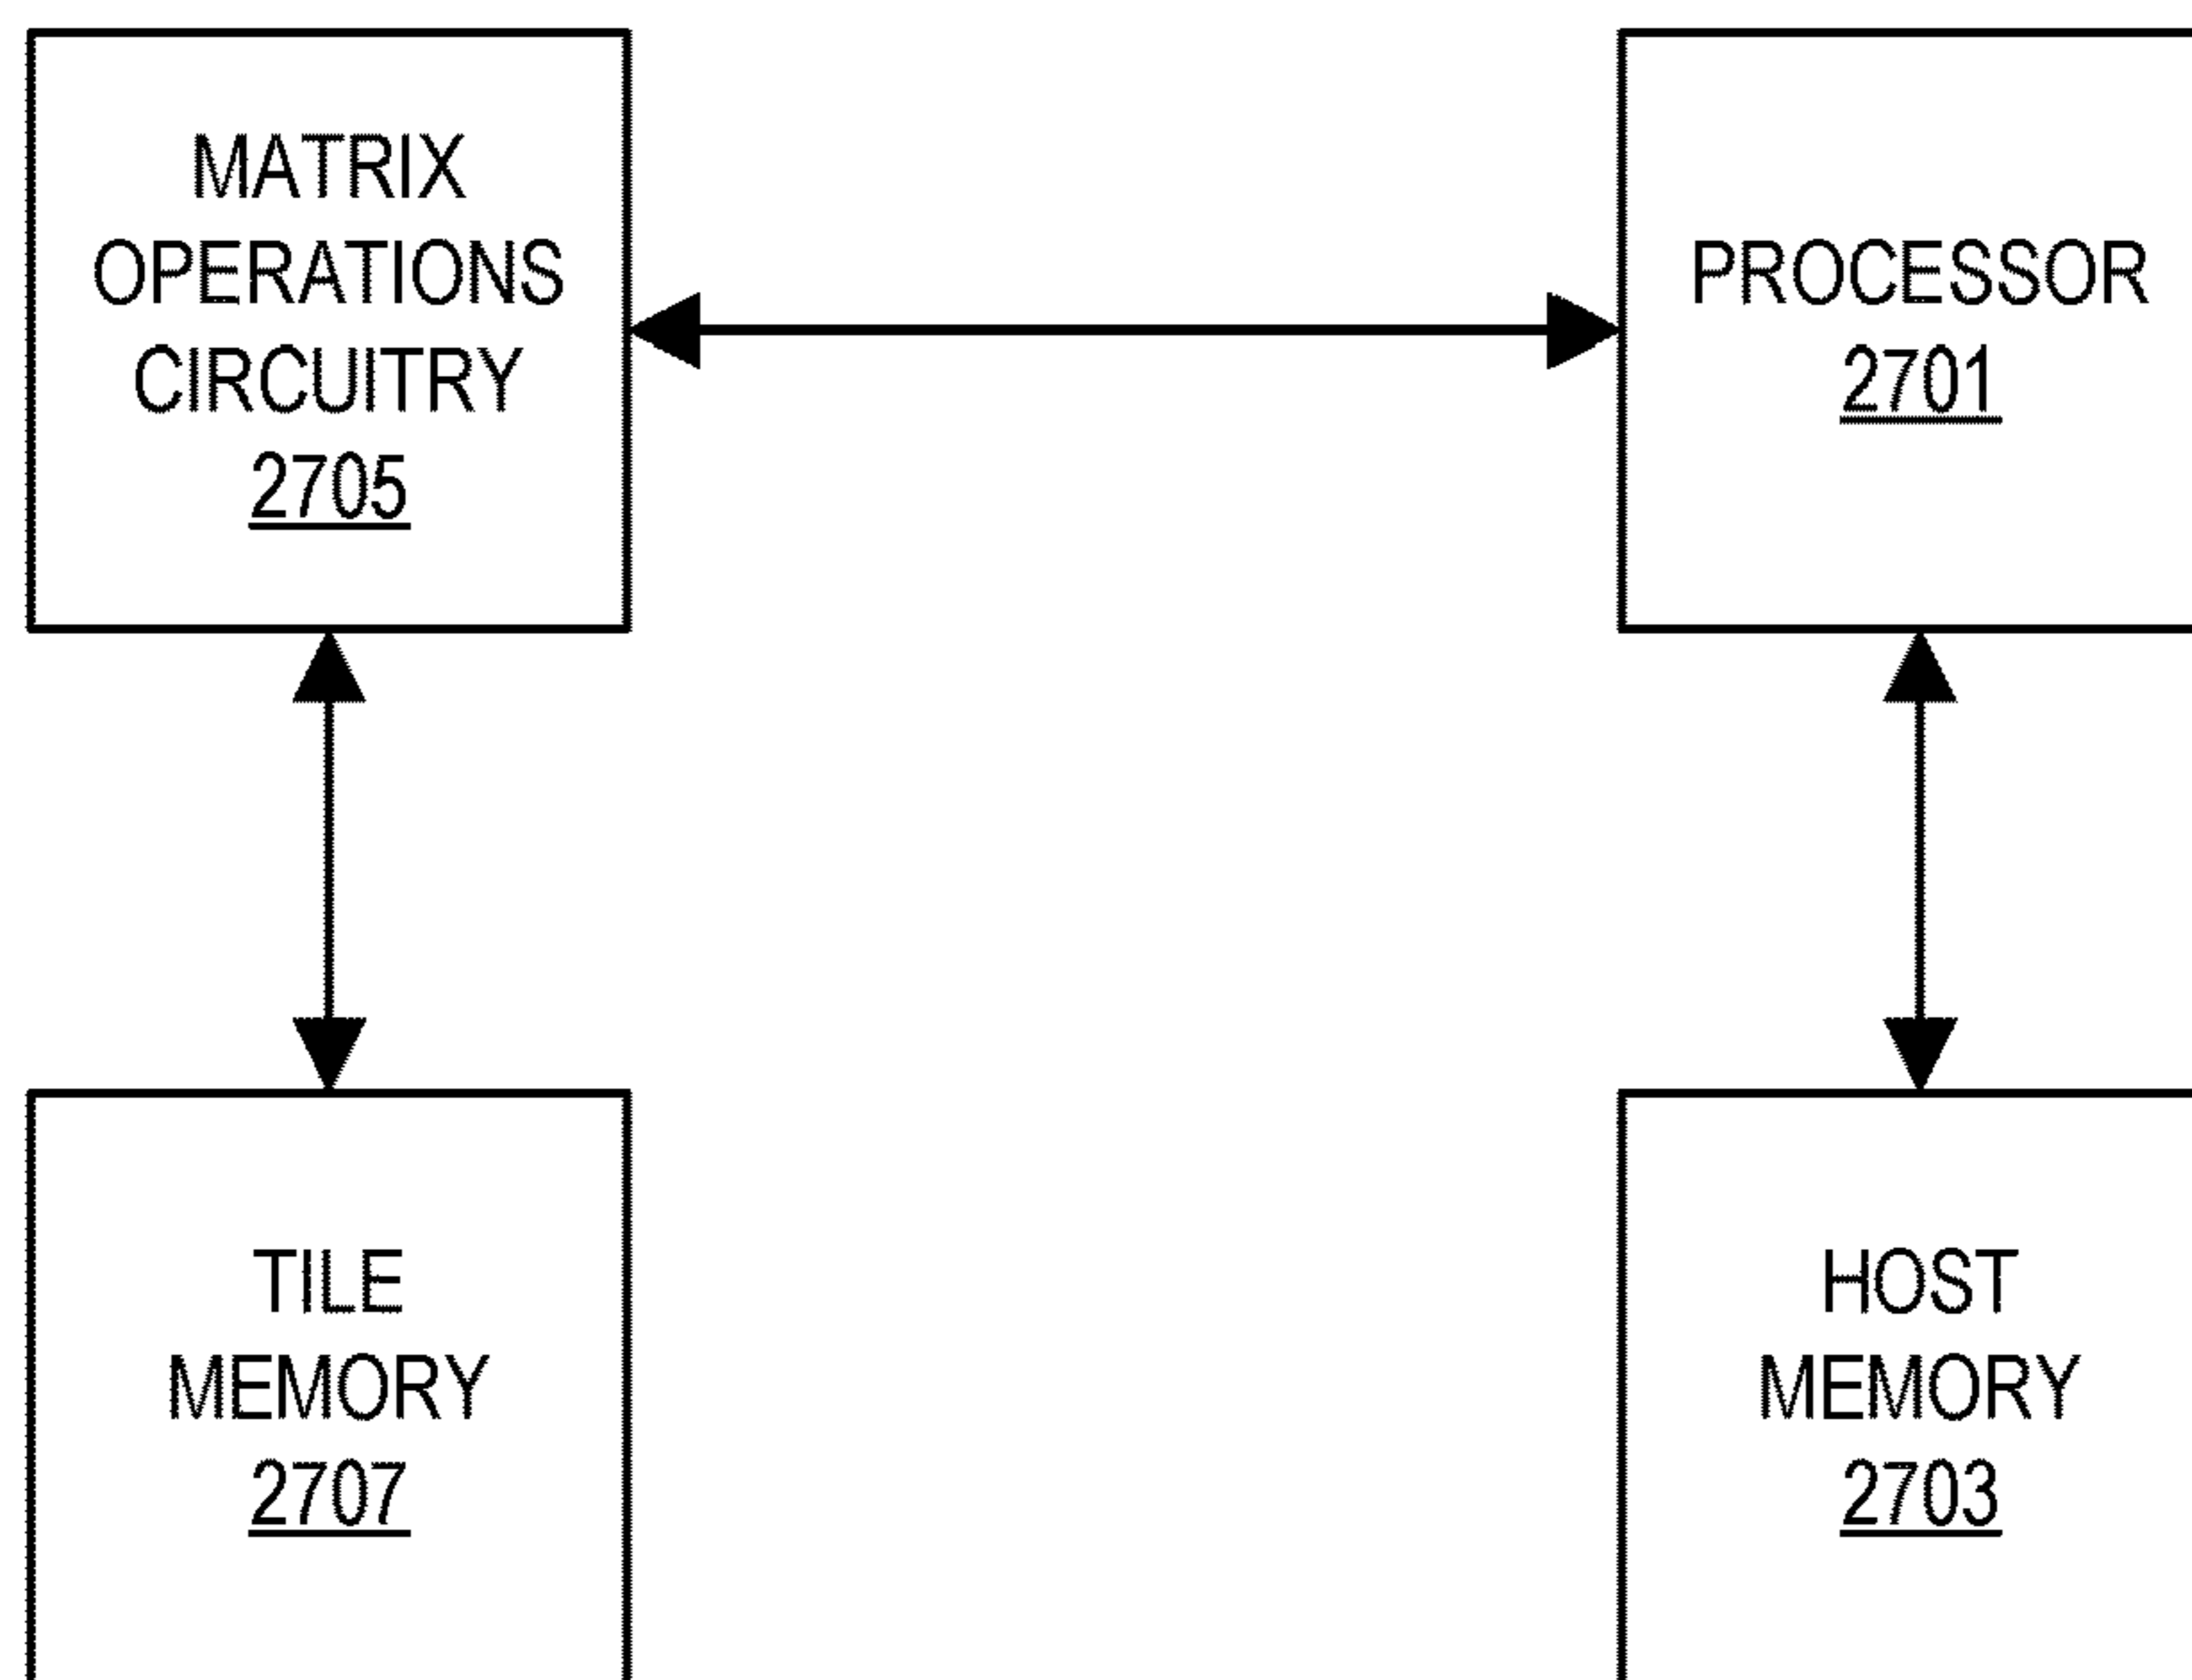 MATRIX
OPERATIONS
CIRCUITRY
2705
PROCESSOR
2701
TILE
MEMORY
2707
HOST
MEMORY
2703